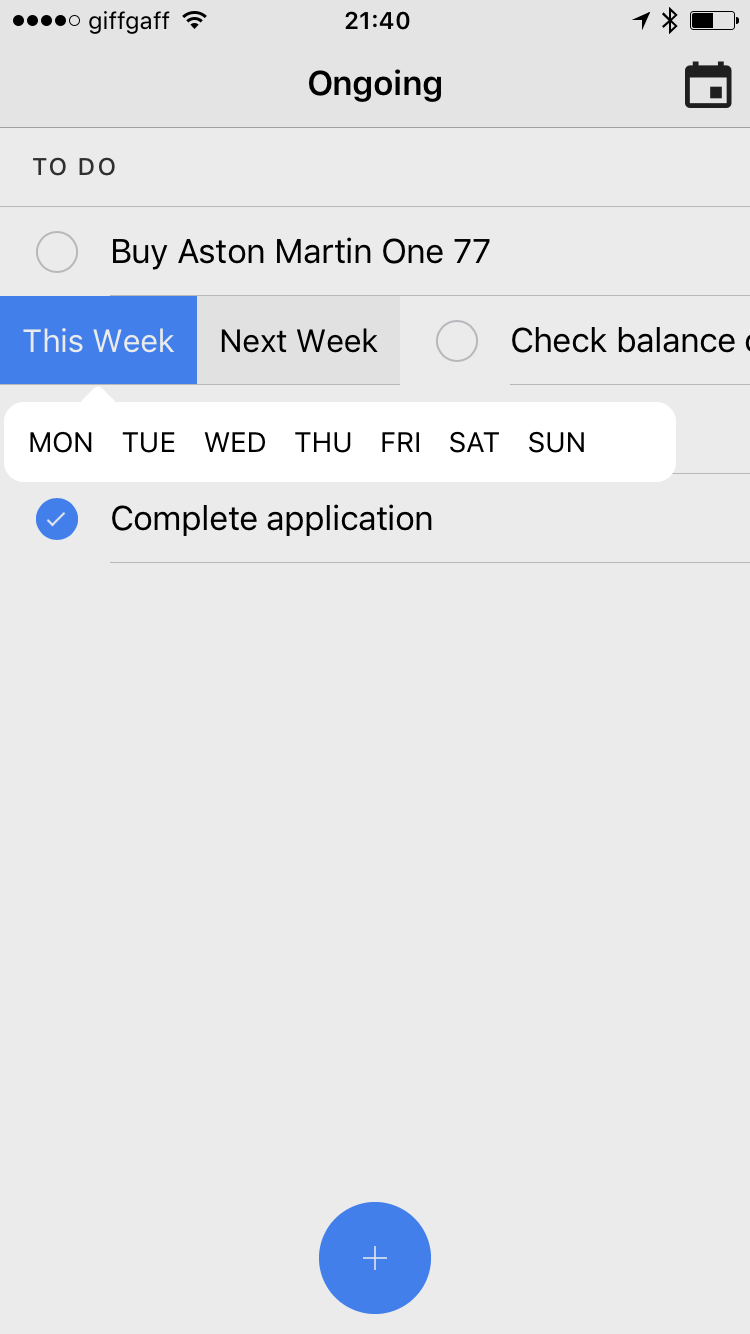 giffgaff 21:40
Ongoing
TO DO
Buy Aston Martin One 77
This Week Next Week Check balance
MON TUE WED THU FRI SAT SUN
Complete application